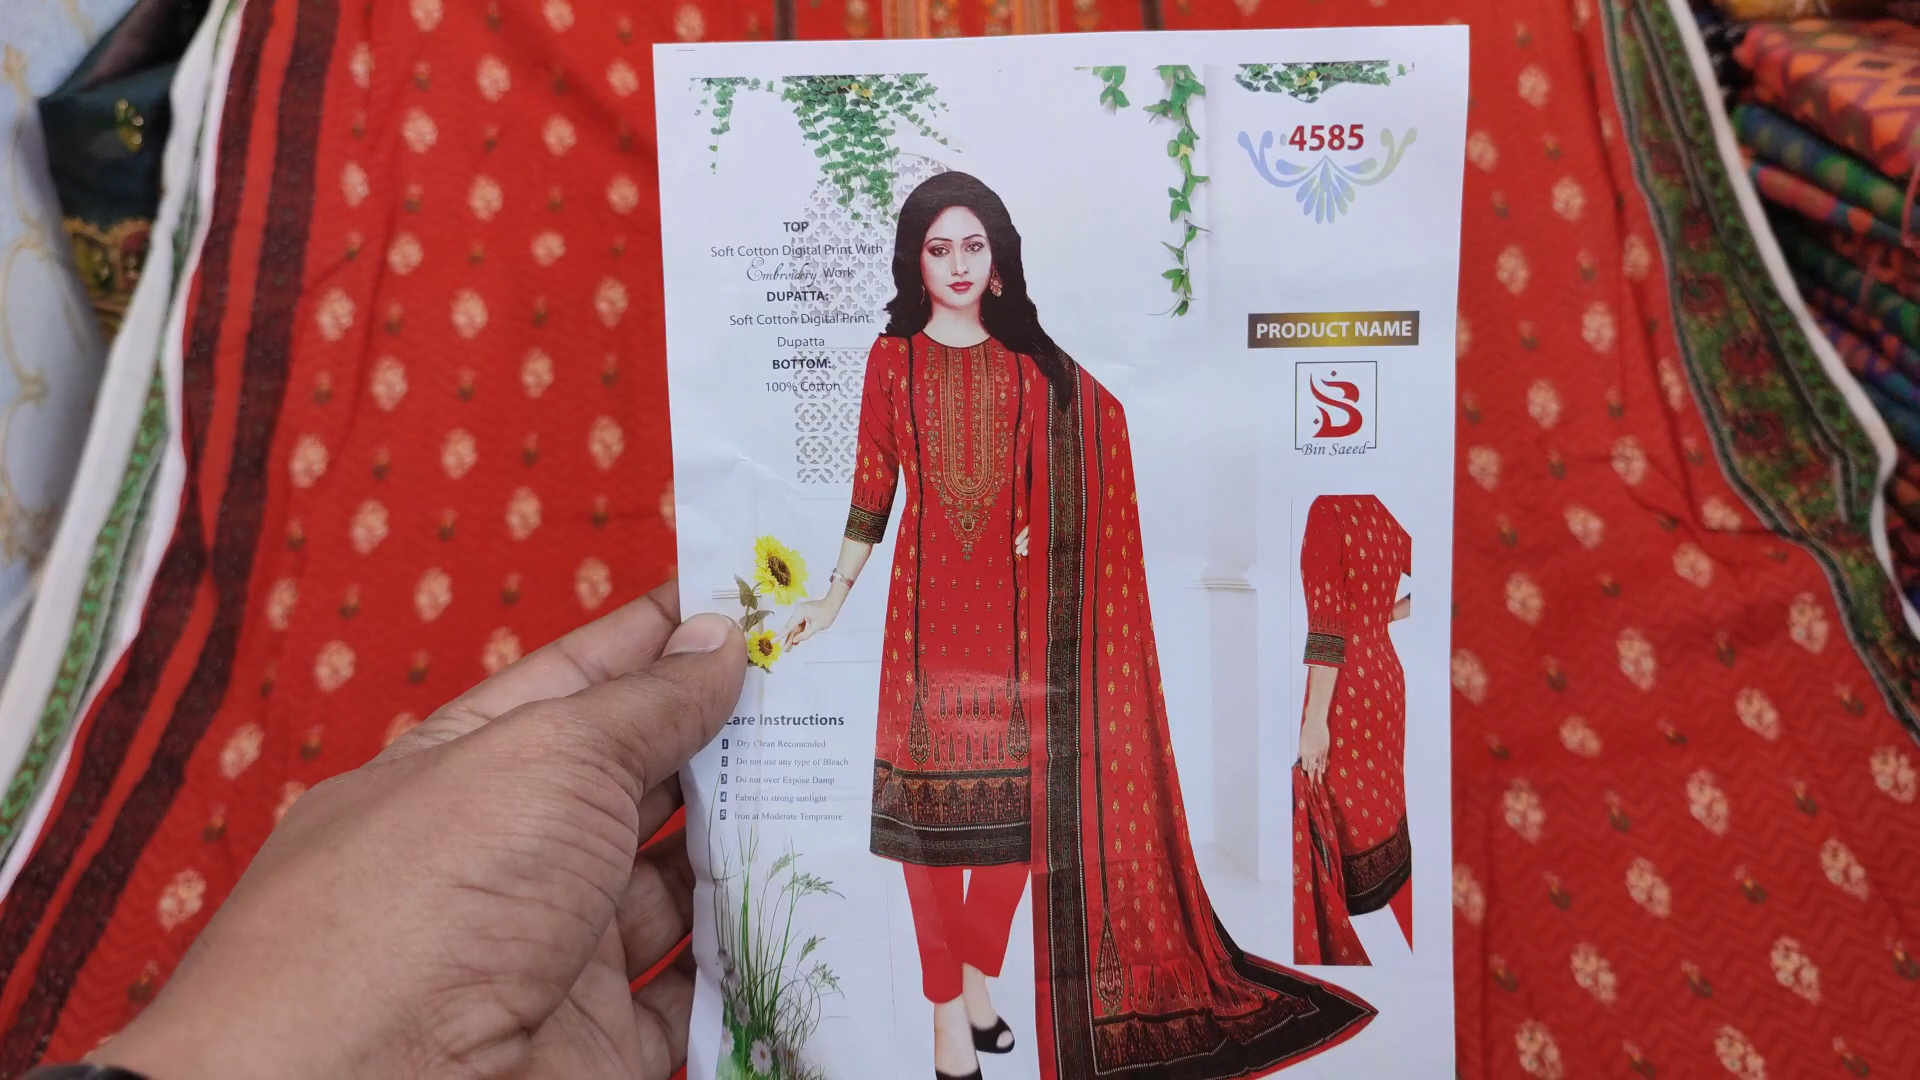 4585
TOP
Soft Cotton Digital Print With
Embroidery Work
DUPATTA:
Soft Cotton Digital Print
Dupatta
BOTTOM:
100% Cotton
PRODUCT NAME
Bin Saeed
Care Instructions
1 Dry Clean Recomended
2 Do not use any type of Bleach
3 Do not over Expose Damp
4 Fabric to strong sunlight
5 Iron at Moderate Temprature